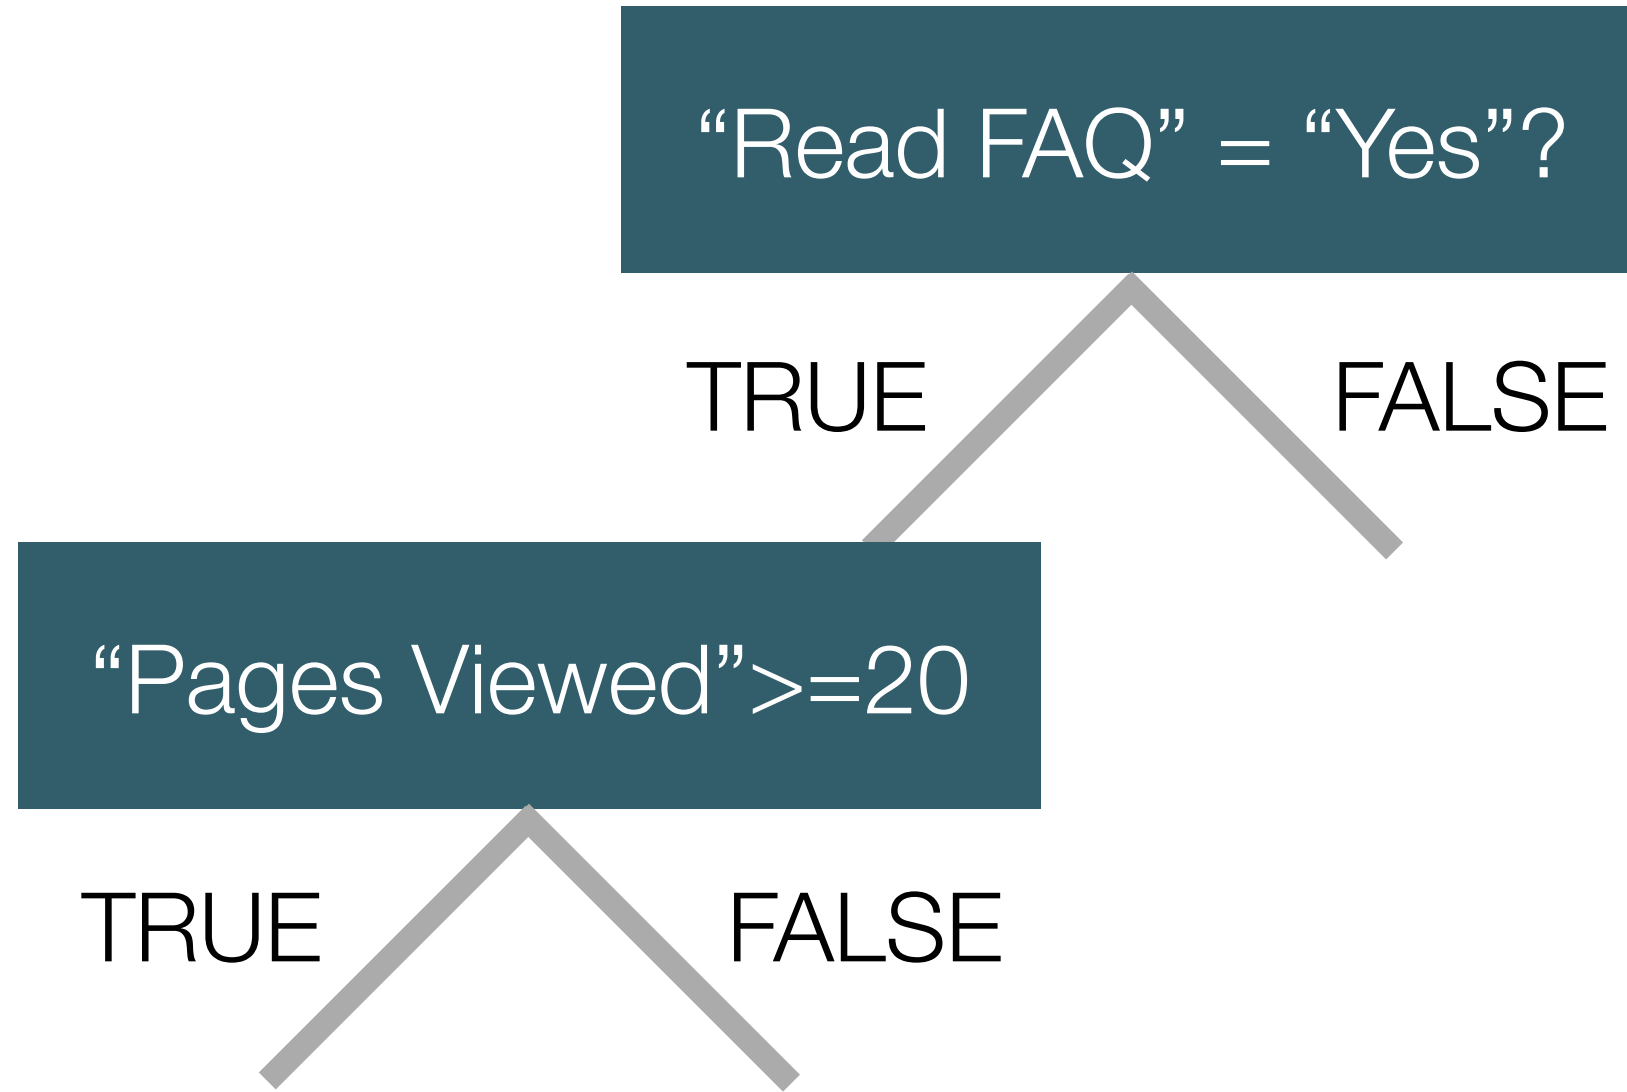 “Read FAQ” = “Yes”?
TRUE
FALSE
“Pages Viewed”>=20
TRUE
FALSE